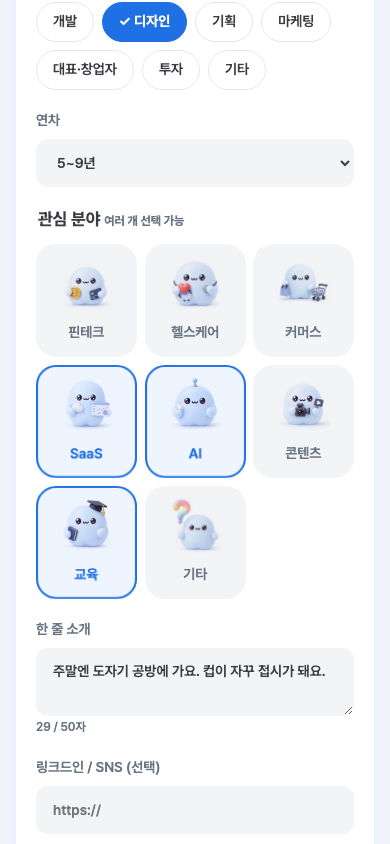 개발 ✓ 디자인 기획 마케팅
대표·창업자 투자 기타
연차
5~9년
관심 분야 여러 개 선택 가능
핀테크 헬스케어 커머스
SaaS AI 콘텐츠
교육 기타
한 줄 소개
주말엔 도자기 공방에 가요. 컵이 자꾸 접시가 돼요.
29 / 50자
링크드인 / SNS (선택)
https://